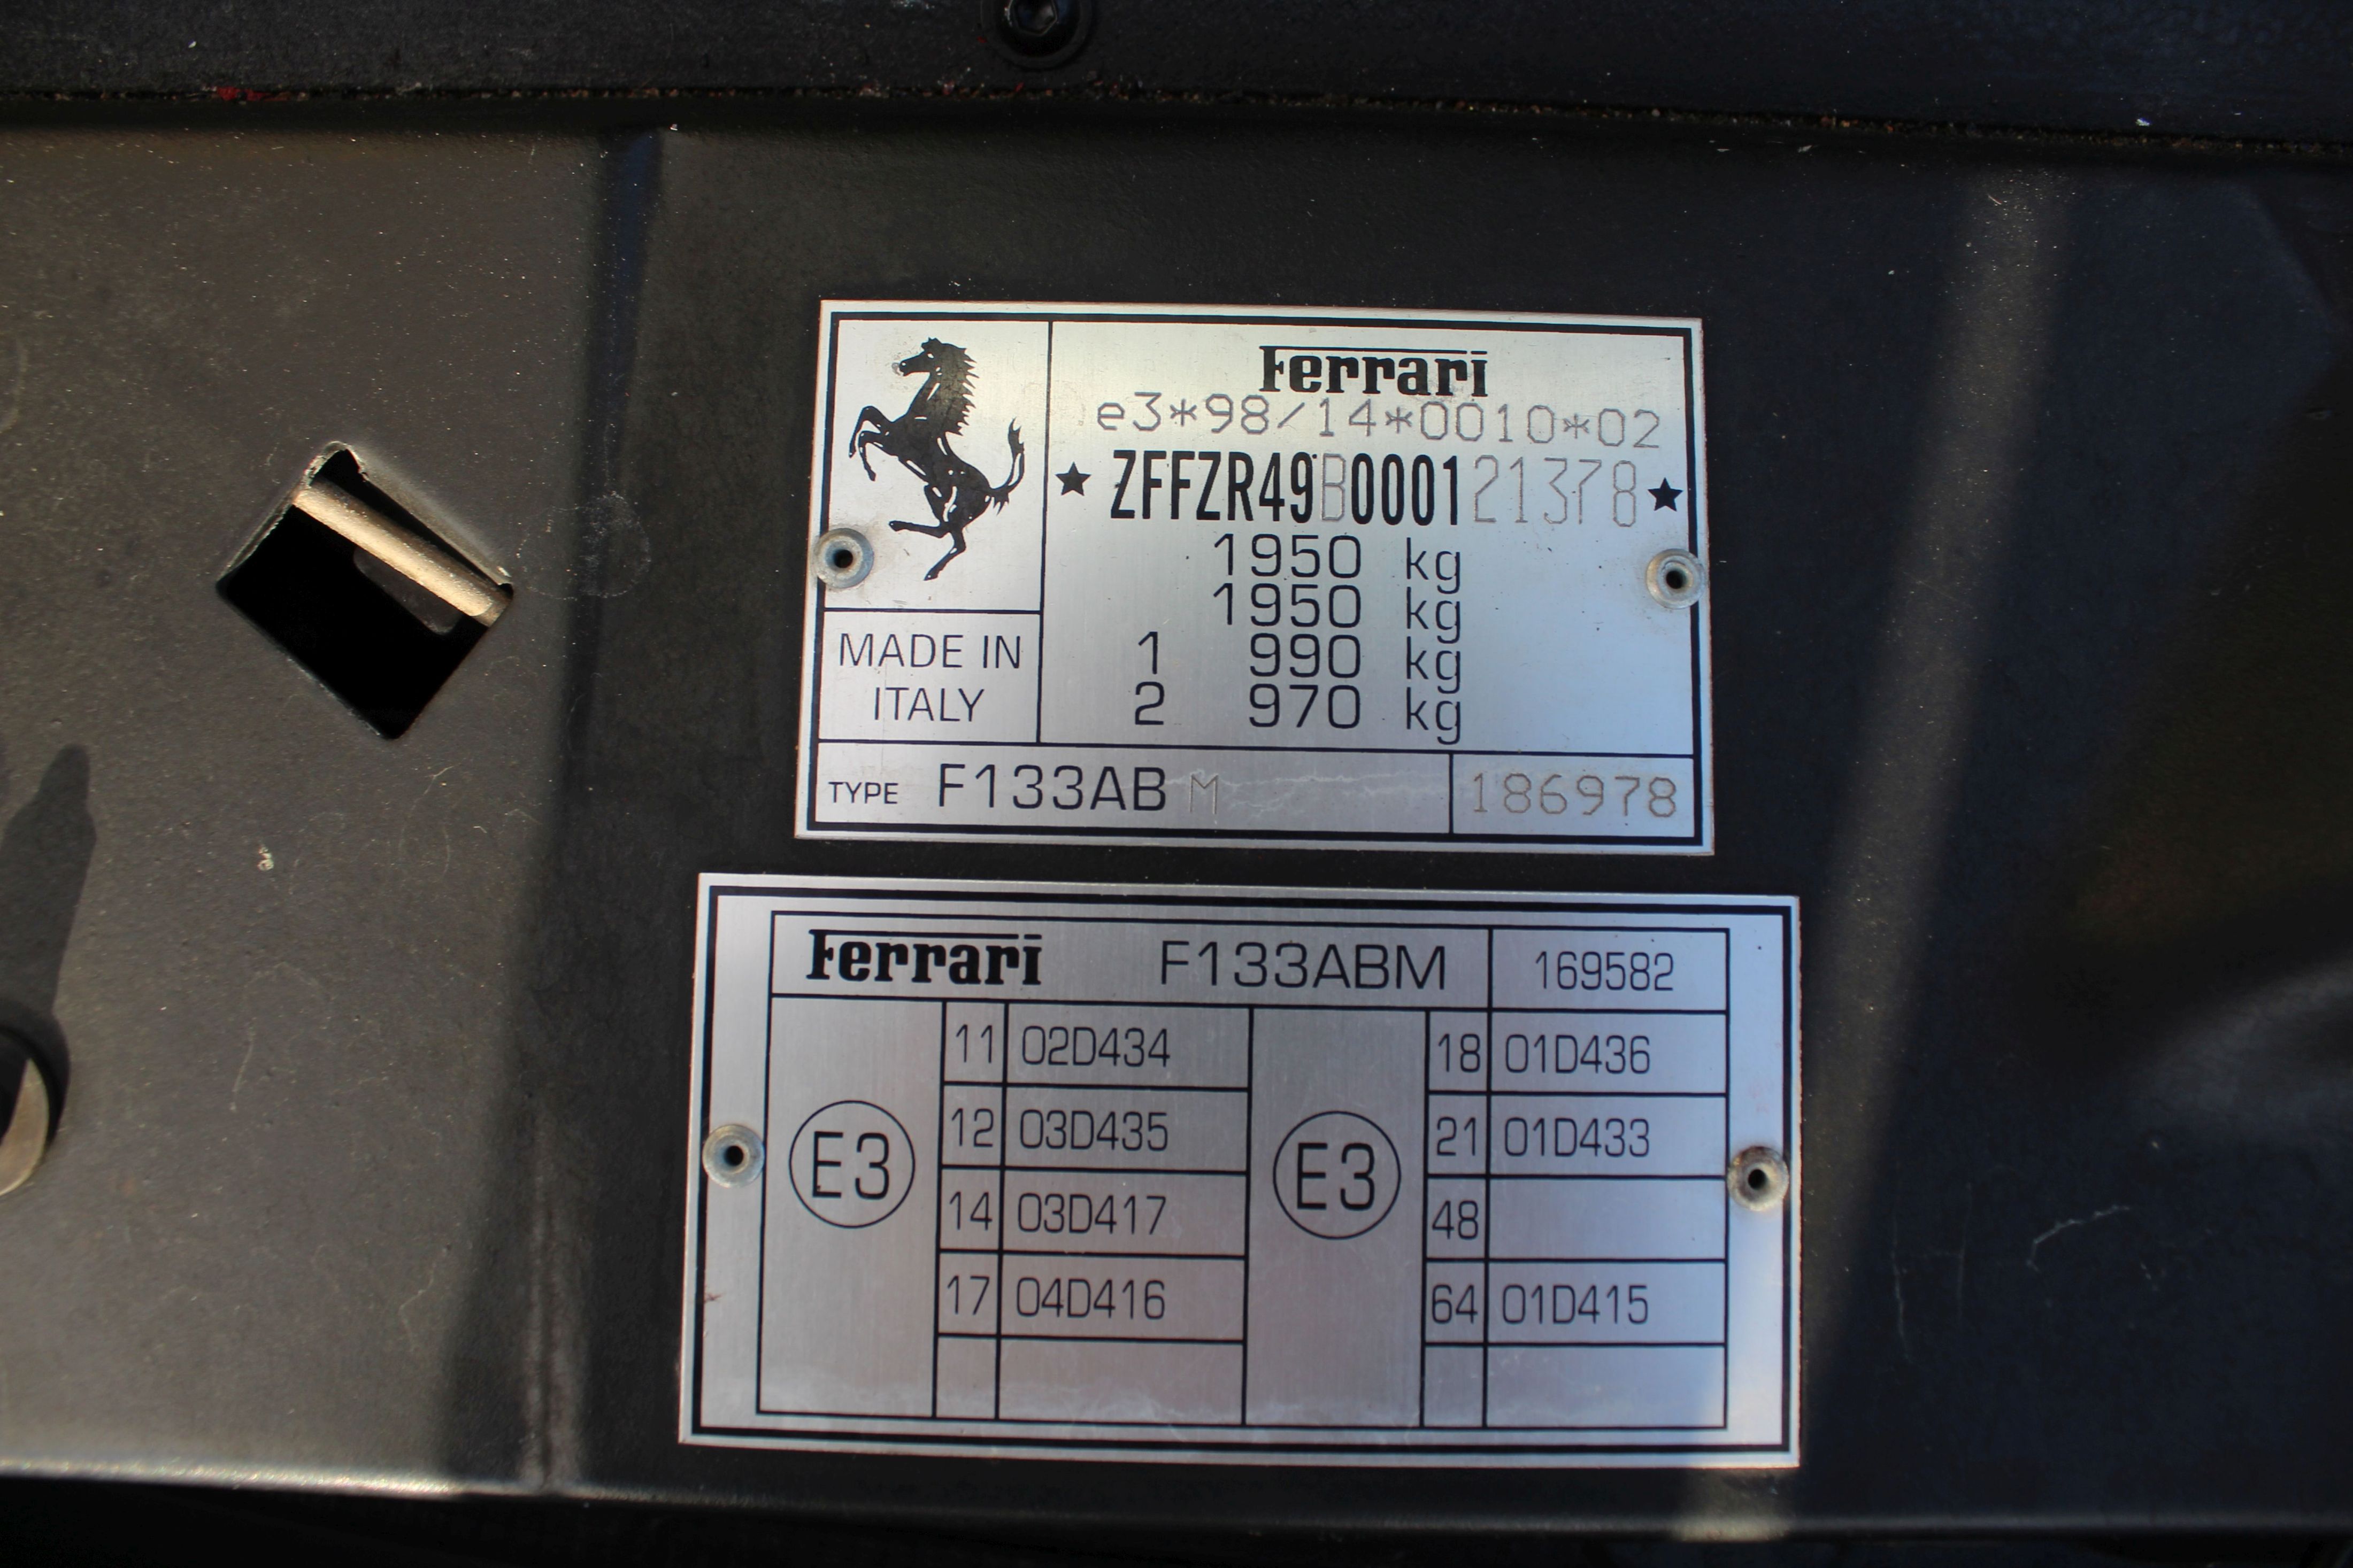 Ferrari
e3*98/14*0010*02
★ ZFFZR49B000121378 ★
1950 kg
1950 kg
1 990 kg
2 970 kg
MADE IN
ITALY
TYPE F133AB M 186978
Ferrari F133ABM 169582
E3
11 02D434
12 03D435
14 03D417
17 04D416
E3
18 01D436
21 01D433
48
64 01D415